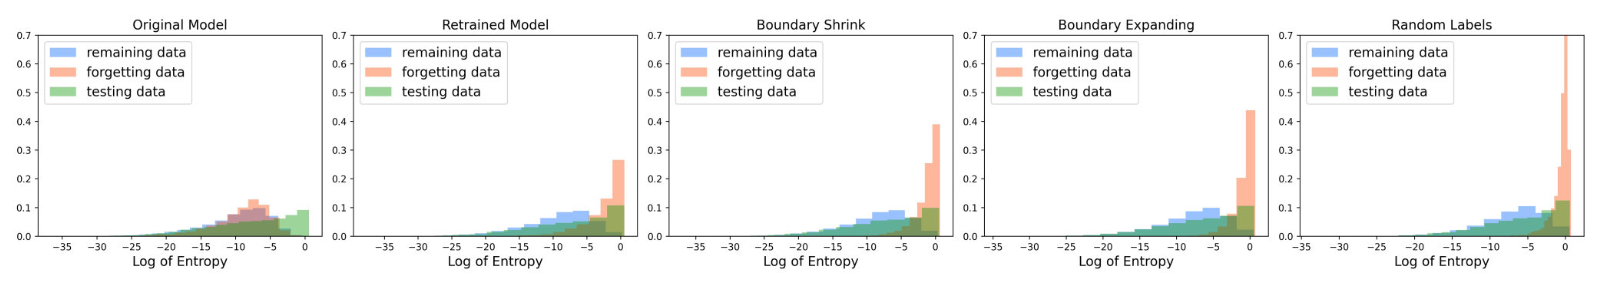 Original Model
0.7
0.6
0.5
0.4
0.3
0.2
0.1
0.0
remaining data
forgetting data
testing data
−35 −30 −25 −20 −15 −10 −5 0
Log of Entropy
Retrained Model
0.7
0.6
0.5
0.4
0.3
0.2
0.1
0.0
remaining data
forgetting data
testing data
−35 −30 −25 −20 −15 −10 −5 0
Log of Entropy
Boundary Shrink
0.7
0.6
0.5
0.4
0.3
0.2
0.1
0.0
remaining data
forgetting data
testing data
−35 −30 −25 −20 −15 −10 −5 0
Log of Entropy
Boundary Expanding
0.7
0.6
0.5
0.4
0.3
0.2
0.1
0.0
remaining data
forgetting data
testing data
−35 −30 −25 −20 −15 −10 −5 0
Log of Entropy
Random Labels
0.7
0.6
0.5
0.4
0.3
0.2
0.1
0.0
remaining data
forgetting data
testing data
−35 −30 −25 −20 −15 −10 −5 0
Log of Entropy